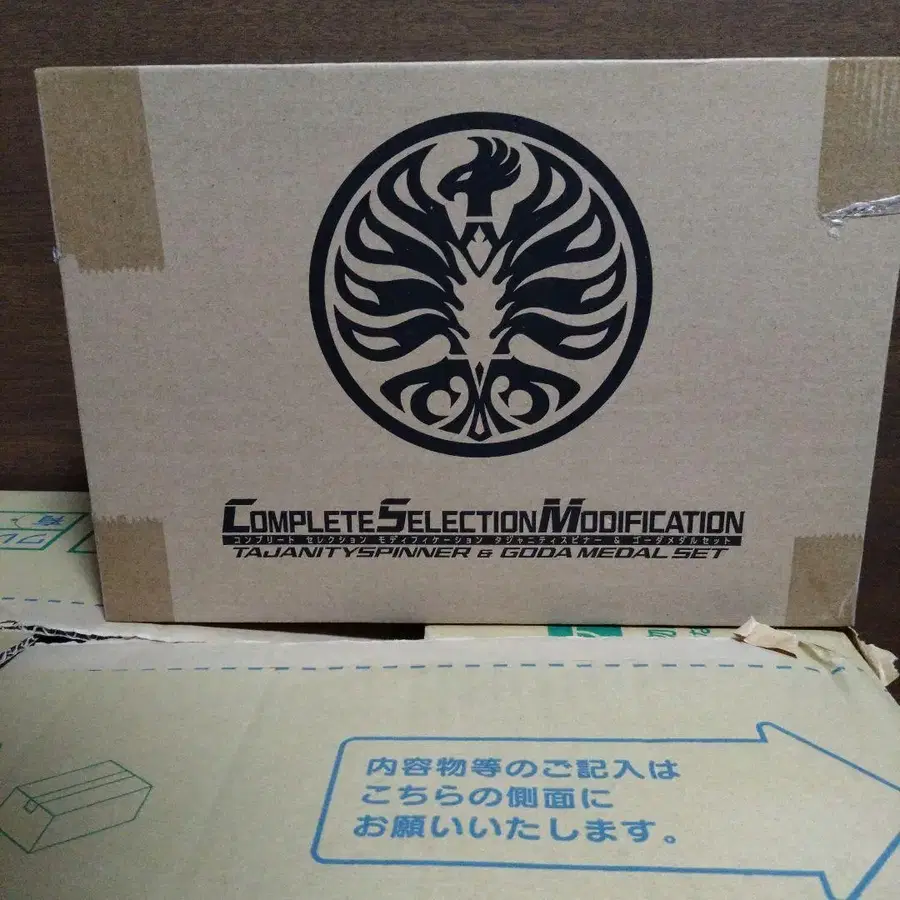 COMPLETE SELECTION MODIFICATION
コンプリート セレクション モディフィケーション タジャニティスピナー & ゴーダメダルセット
TAJANITYSPINNER & GODA MEDAL SET
内容物等のご記入は
こちらの側面に
お願いいたします。